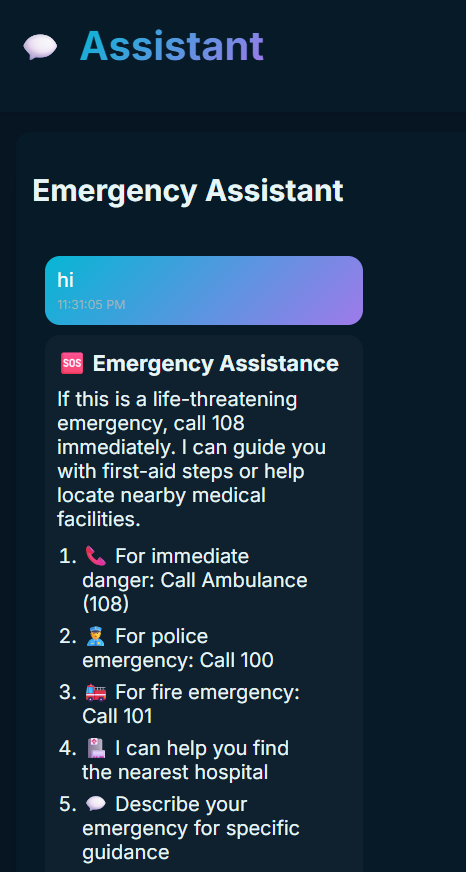 Assistant
Emergency Assistant
hi
11:31:05 PM
🆘 Emergency Assistance
If this is a life-threatening
emergency, call 108
immediately. I can guide you
with first-aid steps or help
locate nearby medical
facilities.
1. 📞 For immediate
danger: Call Ambulance
(108)
2. 👮 For police
emergency: Call 100
3. 🚒 For fire emergency:
Call 101
4. 🏥 I can help you find
the nearest hospital
5. 💬 Describe your
emergency for specific
guidance